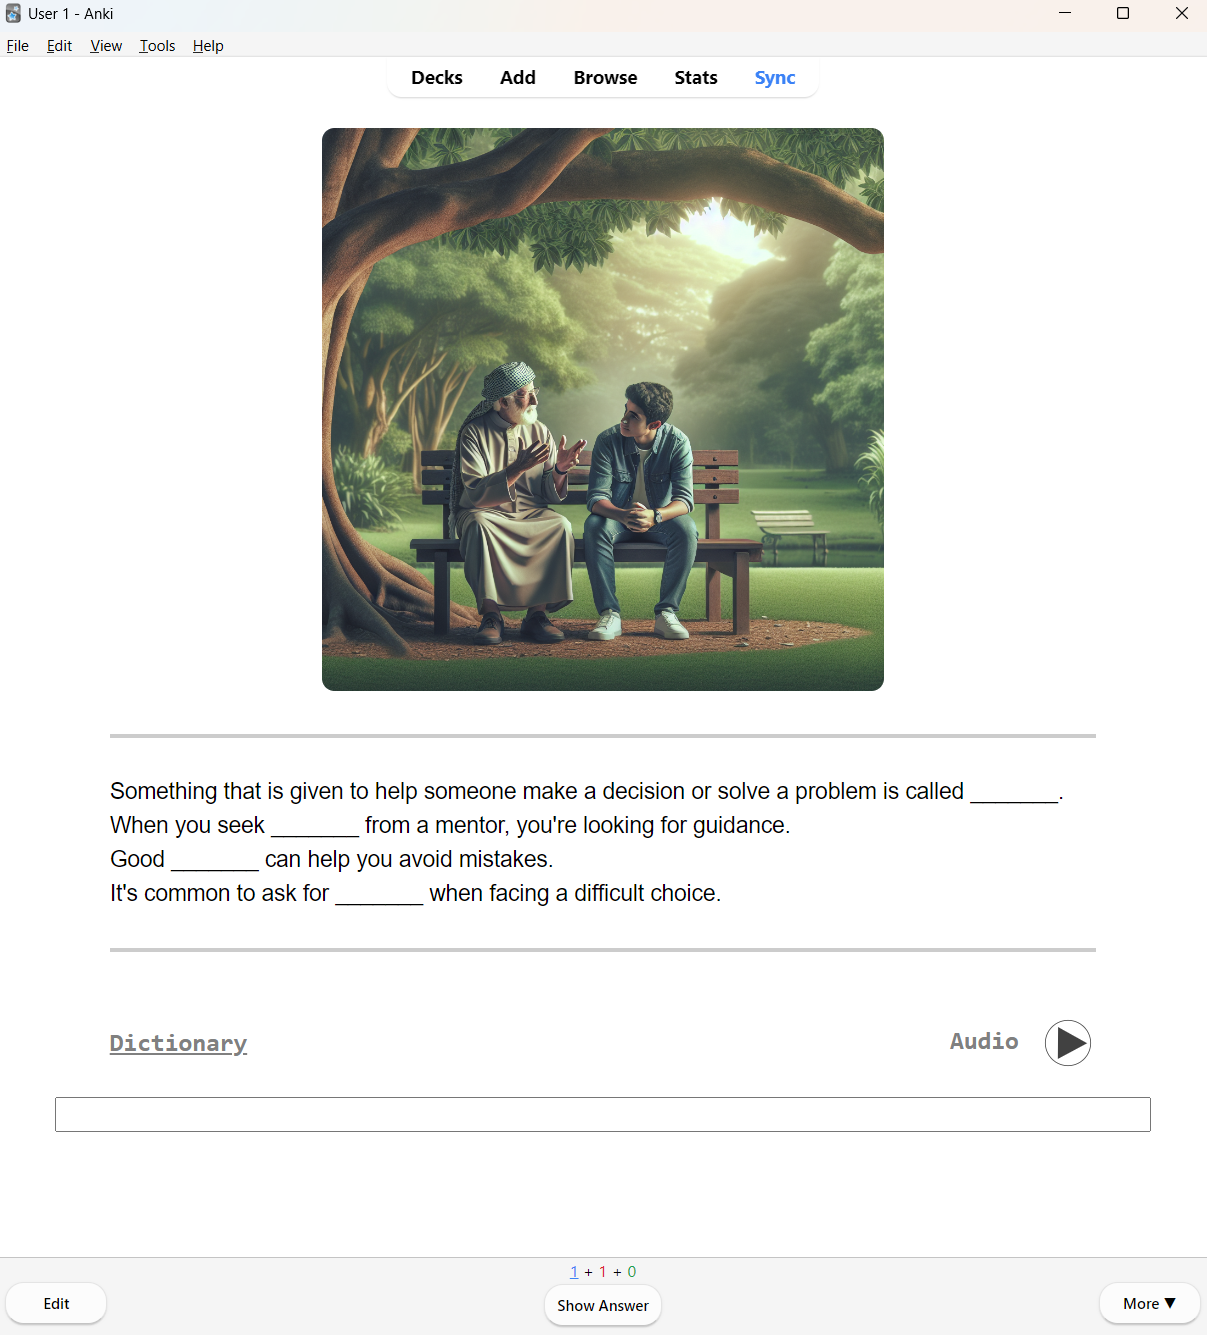 User 1 - Anki
File Edit View Tools Help
Decks Add Browse Stats Sync
Something that is given to help someone make a decision or solve a problem is called _______.
When you seek _______ from a mentor, you're looking for guidance.
Good _______ can help you avoid mistakes.
It's common to ask for _______ when facing a difficult choice.
Dictionary Audio
1 + 1 + 0
Edit Show Answer More ▼